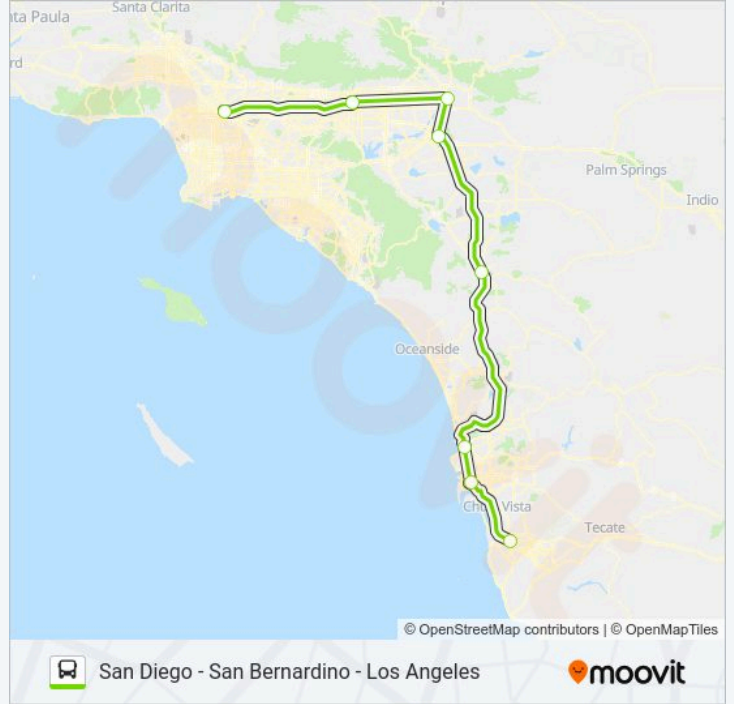 Santa Clarita
ta Paula
rd
Palm Springs
Indio
Oceanside
Chula Vista
Tecate
© OpenStreetMap contributors | © OpenMapTiles
San Diego - San Bernardino - Los Angeles
moovit